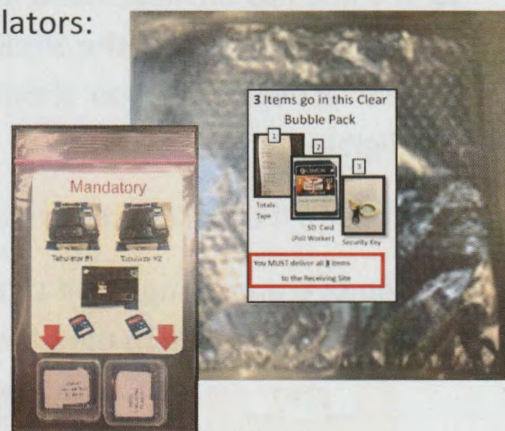 lators:
3 Items go in this Clear
Bubble Pack
1
2
3
Totals
Tape
SD Card
(Poll Worker)
Security Key
You MUST deliver all 3 items
to the Receiving Site
Mandatory
Tabulator #1
Tabulator #2